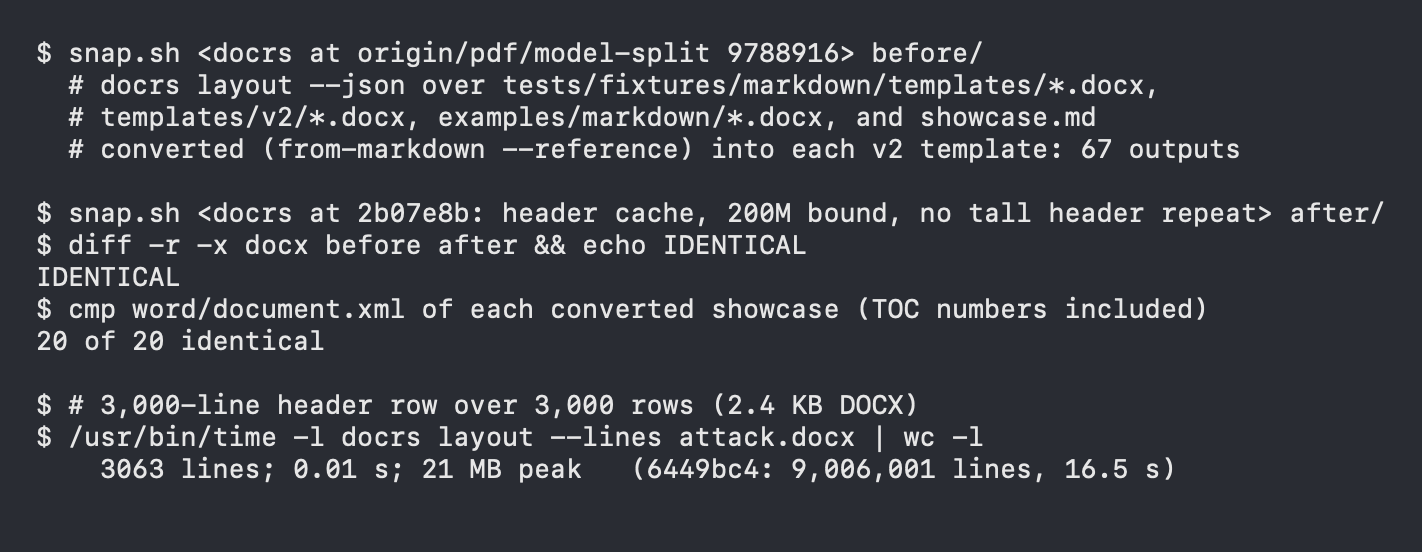 $ snap.sh <docrs at origin/pdf/model-split 9788916> before/
# docrs layout --json over tests/fixtures/markdown/templates/*.docx,
# templates/v2/*.docx, examples/markdown/*.docx, and showcase.md
# converted (from-markdown --reference) into each v2 template: 67 outputs
$ snap.sh <docrs at 2b07e8b: header cache, 200M bound, no tall header repeat> after/
$ diff -r -x docx before after && echo IDENTICAL
IDENTICAL
$ cmp word/document.xml of each converted showcase (TOC numbers included)
20 of 20 identical
$ # 3,000-line header row over 3,000 rows (2.4 KB DOCX)
$ /usr/bin/time -l docrs layout --lines attack.docx | wc -l
3063 lines; 0.01 s; 21 MB peak (6449bc4: 9,006,001 lines, 16.5 s)